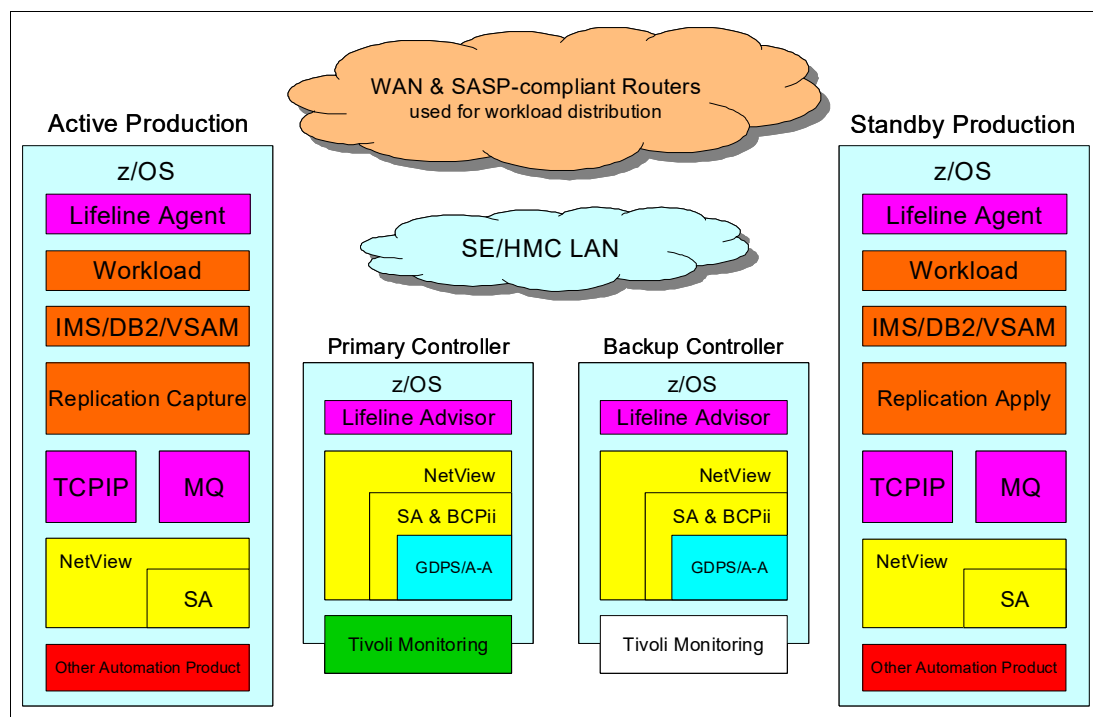 WAN & SASP-compliant Routers
used for workload distribution
SE/HMC LAN
Active Production
z/OS
Lifeline Agent
Workload
IMS/DB2/VSAM
Replication Capture
TCPIP
MQ
NetView
SA
Other Automation Product
Primary Controller
z/OS
Lifeline Advisor
NetView
SA & BCPii
GDPS/A-A
Tivoli Monitoring
Backup Controller
z/OS
Lifeline Advisor
NetView
SA & BCPii
GDPS/A-A
Tivoli Monitoring
Standby Production
z/OS
Lifeline Agent
Workload
IMS/DB2/VSAM
Replication Apply
TCPIP
MQ
NetView
SA
Other Automation Product